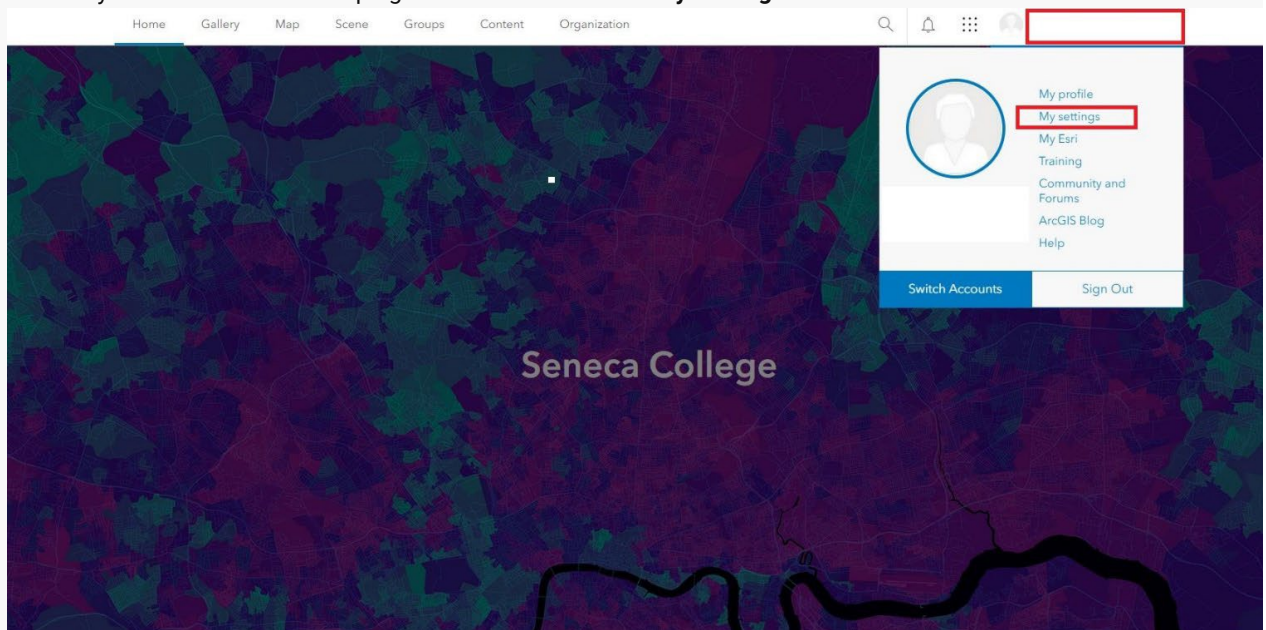 Home Gallery Map Scene Groups Content Organization
My profile
My settings
My Esri
Training
Community and
Forums
ArcGIS Blog
Help
Switch Accounts Sign Out
Seneca College